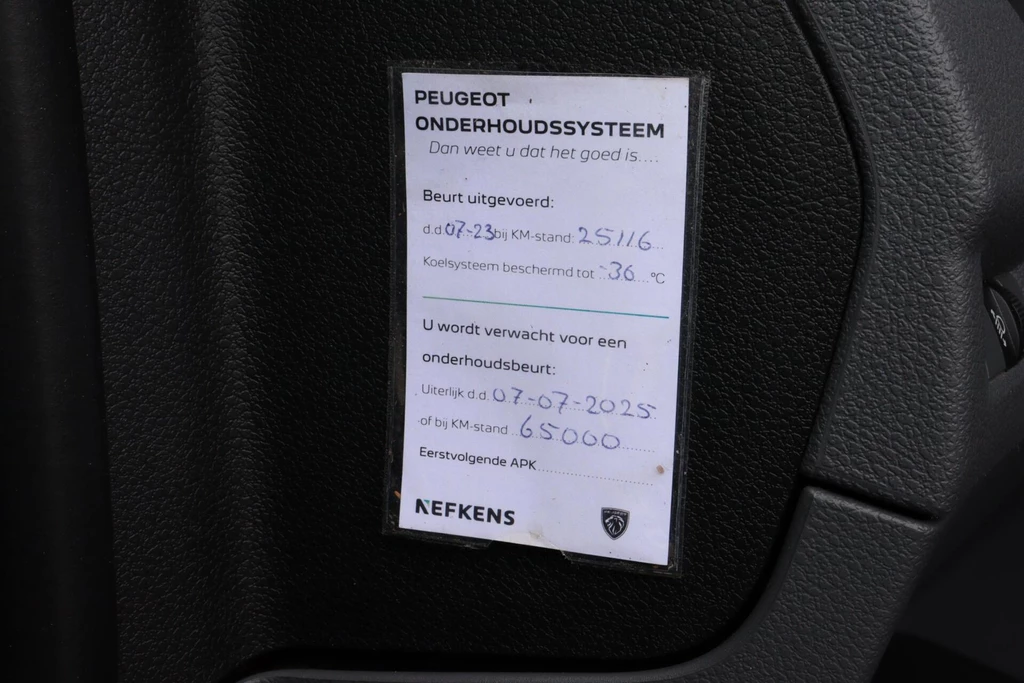 PEUGEOT
ONDERHOUDSSYSTEEM
Dan weet u dat het goed is....
Beurt uitgevoerd:
d.d. 07-23 bij KM-stand: 25116
Koelsysteem beschermd tot -36 °C
U wordt verwacht voor een
onderhoudsbeurt:
Uiterlijk d.d. 07-07-2025
of bij KM-stand 65000
Eerstvolgende APK
NEFKENS